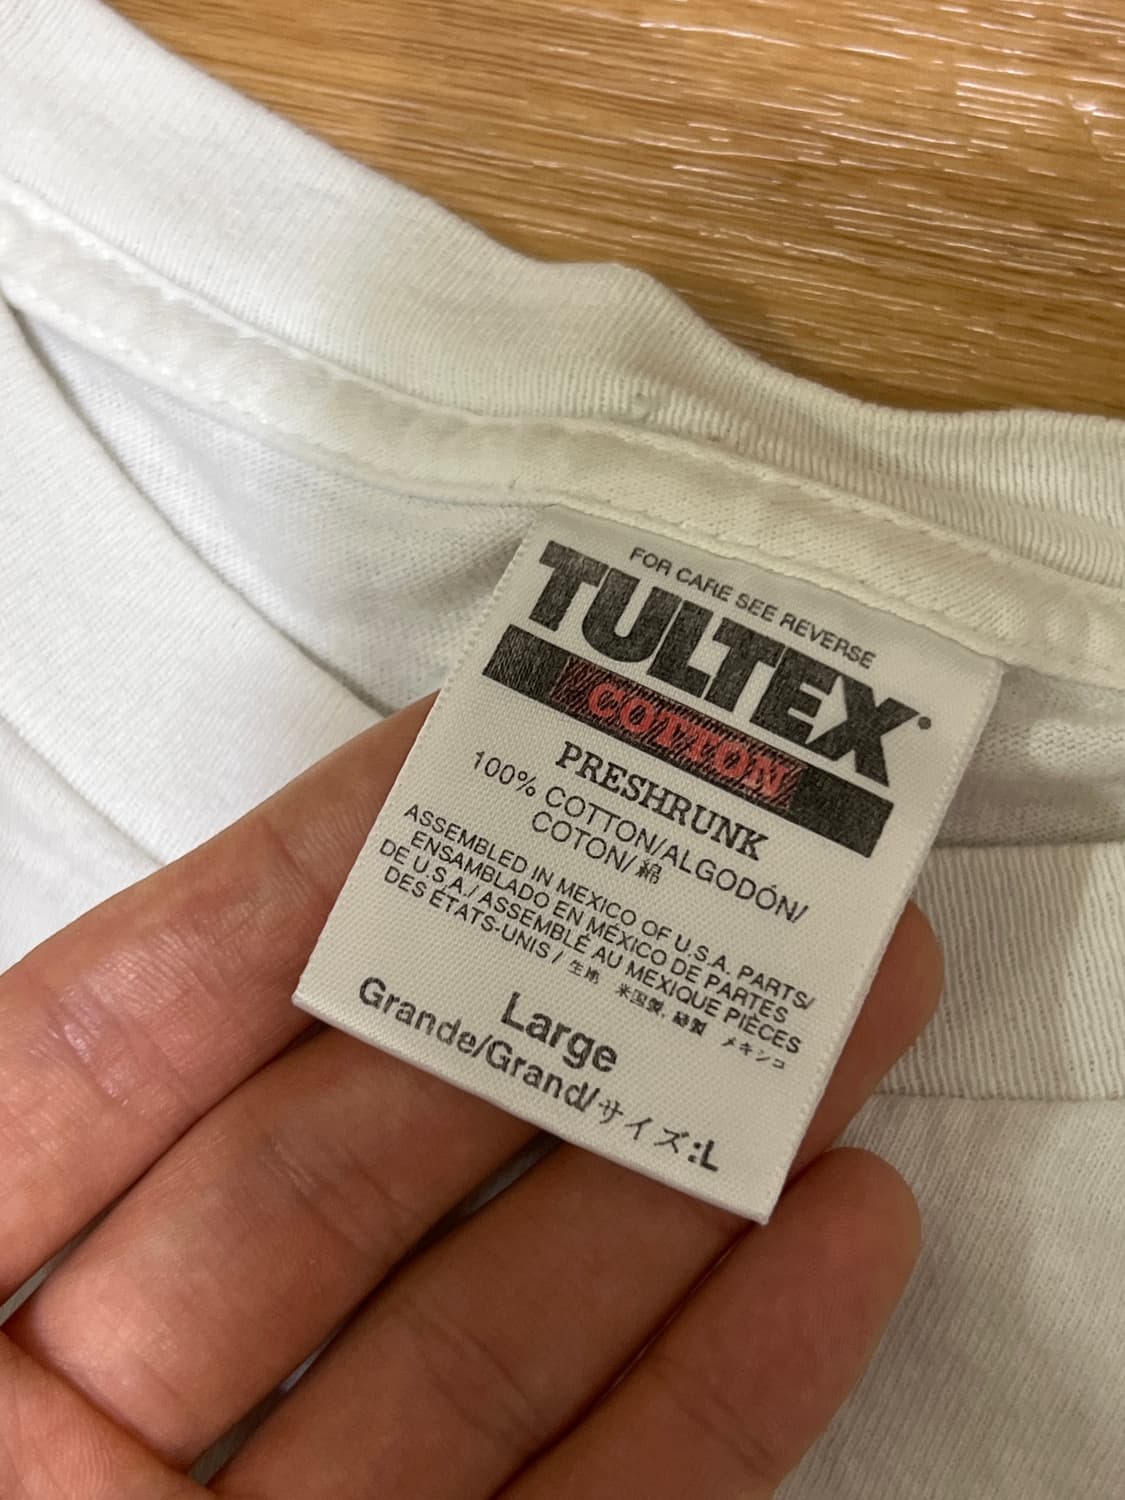 FOR CARE SEE REVERSE
TULTEX
COTTON
PRESHRUNK
100% COTTON/ALGODÓN/
COTON/綿
ASSEMBLED IN MEXICO OF U.S.A. PARTS/
ENSAMBLADO EN MÉXICO DE PARTES
DE U.S.A./ASSEMBLÉ AU MEXIQUE PIÈCES
DES ÉTATS-UNIS/ 生地 米国製, 縫製 メキシコ
Large
Grande/Grand/サイズ:L